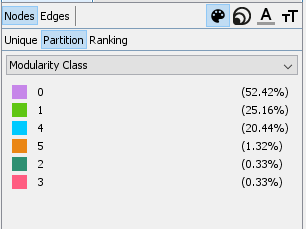 Nodes Edges A TT
Unique Partition Ranking
Modularity Class
0 (52.42%)
1 (25.16%)
4 (20.44%)
5 (1.32%)
2 (0.33%)
3 (0.33%)